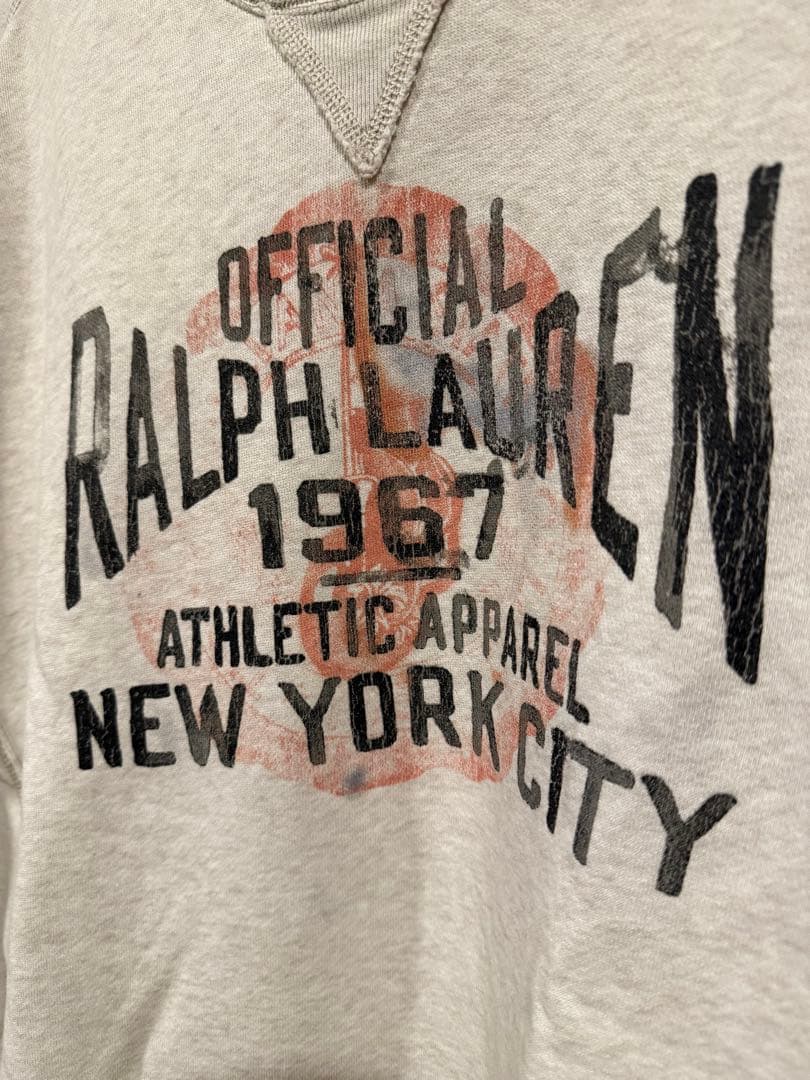 OFFICIAL
RALPH LAUREN
1967
ATHLETIC APPAREL
NEW YORK CITY